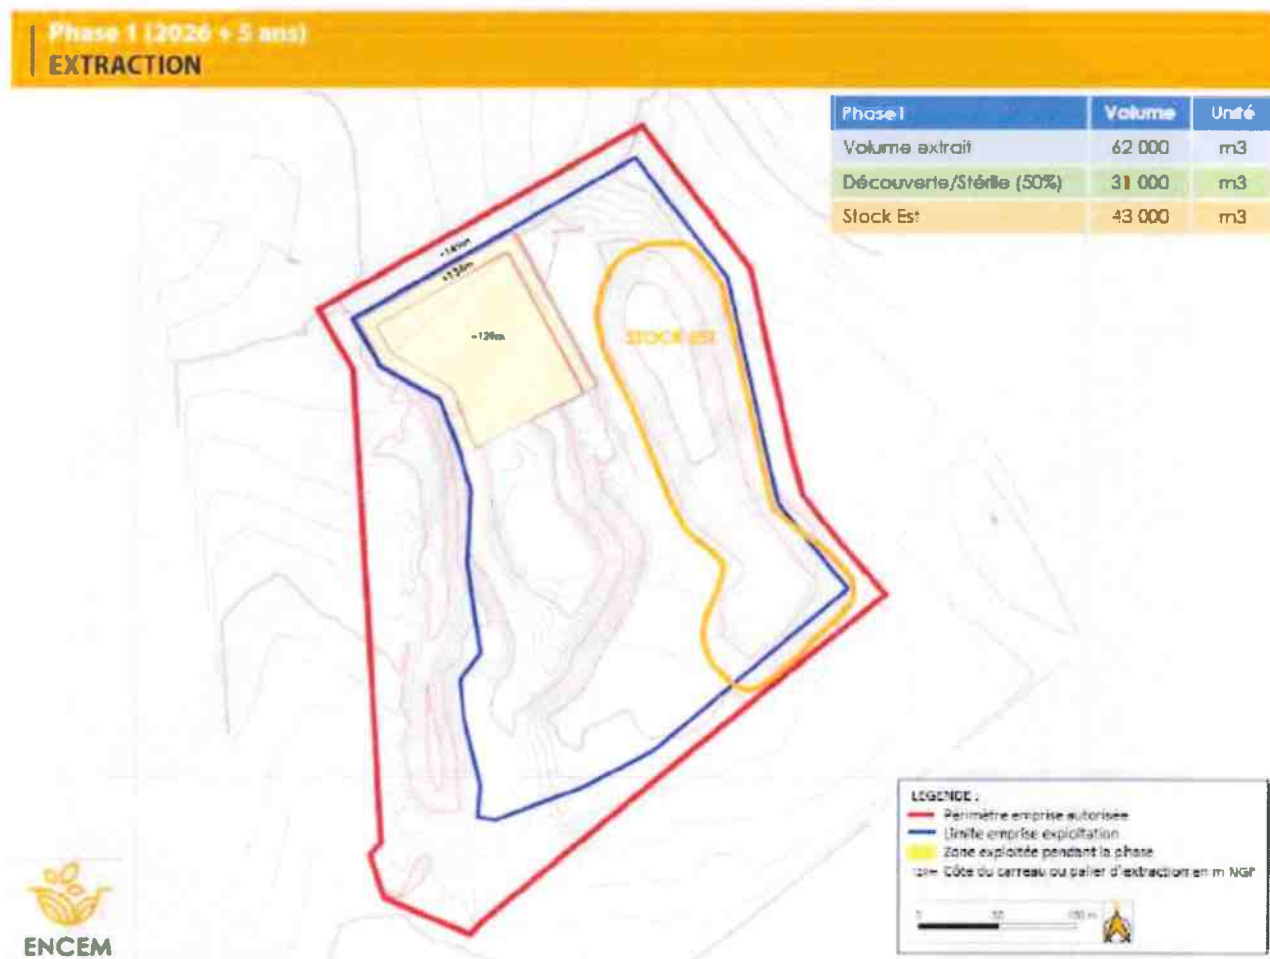 Phase 1 (2026 + 5 ans)
EXTRACTION
Phase1 Volume Unité
Volume extrait 62 000 m3
Découverte/Stérile (50%) 31 000 m3
Stock Est 43 000 m3
STOCK EST
LEGENDE :
Périmètre emprise autorisée
Limite emprise exploitation
Zone exploitée pendant la phase
Côte du carreau ou palier d'extraction en m NGF
ENCEM